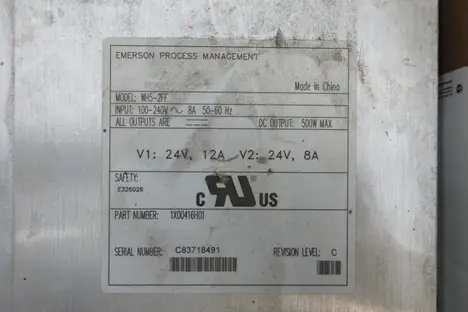 EMERSON PROCESS MANAGEMENT
Made in China
MODEL: WH5-2FF
INPUT: 100-240V ∿ 8A 50-60 Hz
ALL OUTPUTS ARE ⎓ DC OUTPUT: 500W MAX
V1: 24V, 12A V2: 24V, 8A
SAFETY:
E326026
C RU US
PART NUMBER: 1X00416H01
SERIAL NUMBER: C83718491 REVISION LEVEL: C